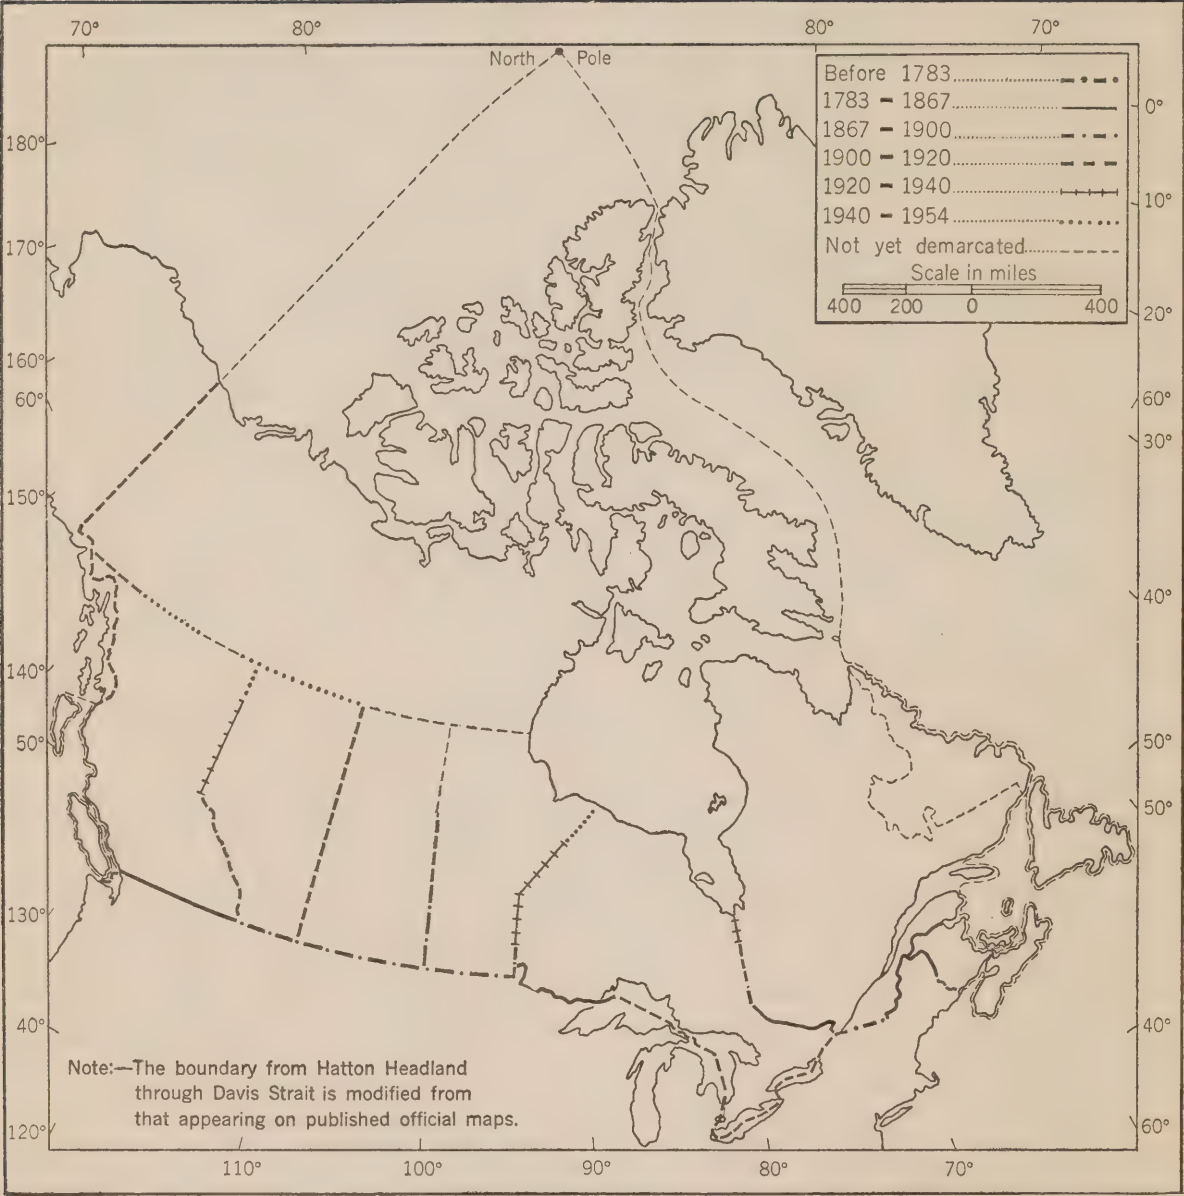 70° 80° 80° 70°
North Pole
Before 1783
1783 - 1867
1867 - 1900
1900 - 1920
1920 - 1940
1940 - 1954
Not yet demarcated
Scale in miles
400 200 0 400
180°
170°
160°
60°
150°
140°
50°
130°
40°
120°
0°
10°
20°
60°
30°
40°
50°
50°
40°
60°
Note:—The boundary from Hatton Headland
through Davis Strait is modified from
that appearing on published official maps.
110° 100° 90° 80° 70°